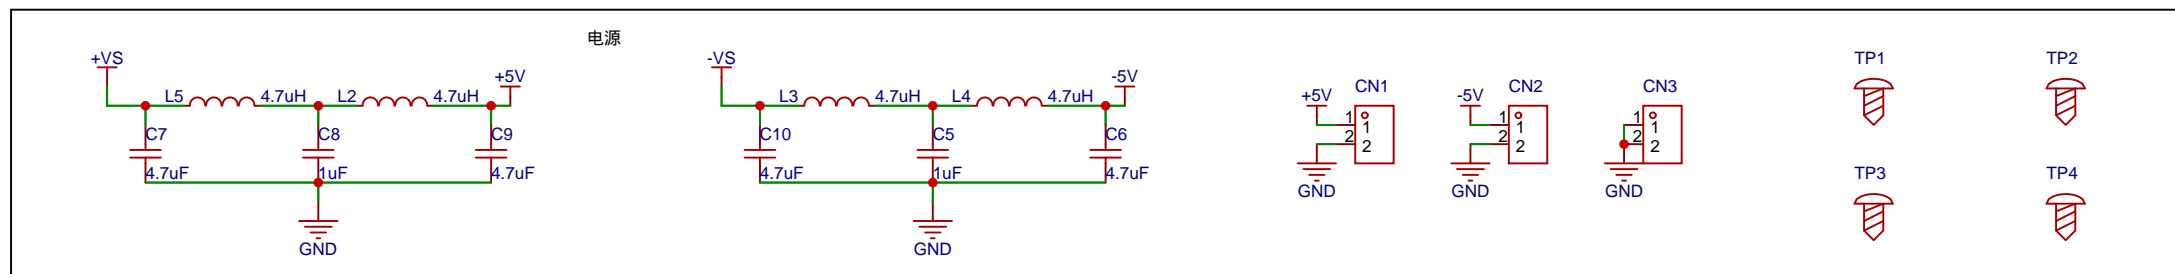 电源
+VS
+5V
L5
4.7uH
L2
4.7uH
C7
C8
C9
4.7uF
1uF
4.7uF
GND
-VS
-5V
L3
4.7uH
L4
4.7uH
C10
C5
C6
4.7uF
1uF
4.7uF
GND
CN1
+5V
1
1
2
2
GND
CN2
-5V
1
1
2
2
GND
CN3
1
1
2
2
GND
TP1
TP2
TP3
TP4